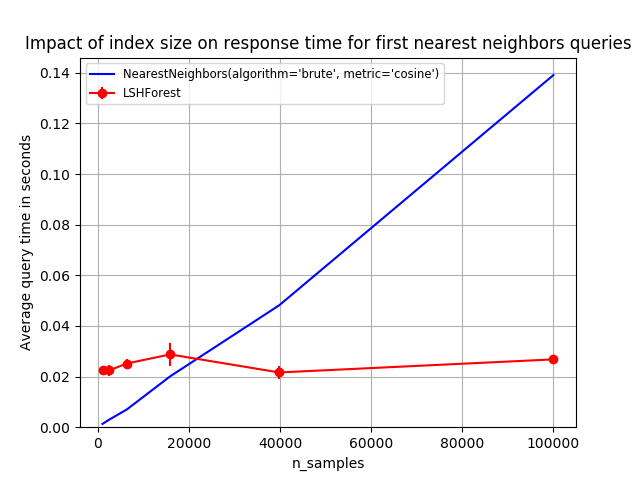 Impact of index size on response time for first nearest neighbors queries
NearestNeighbors(algorithm='brute', metric='cosine')
LSHForest
Average query time in seconds
0.14
0.12
0.10
0.08
0.06
0.04
0.02
0.00
0 20000 40000 60000 80000 100000
n_samples